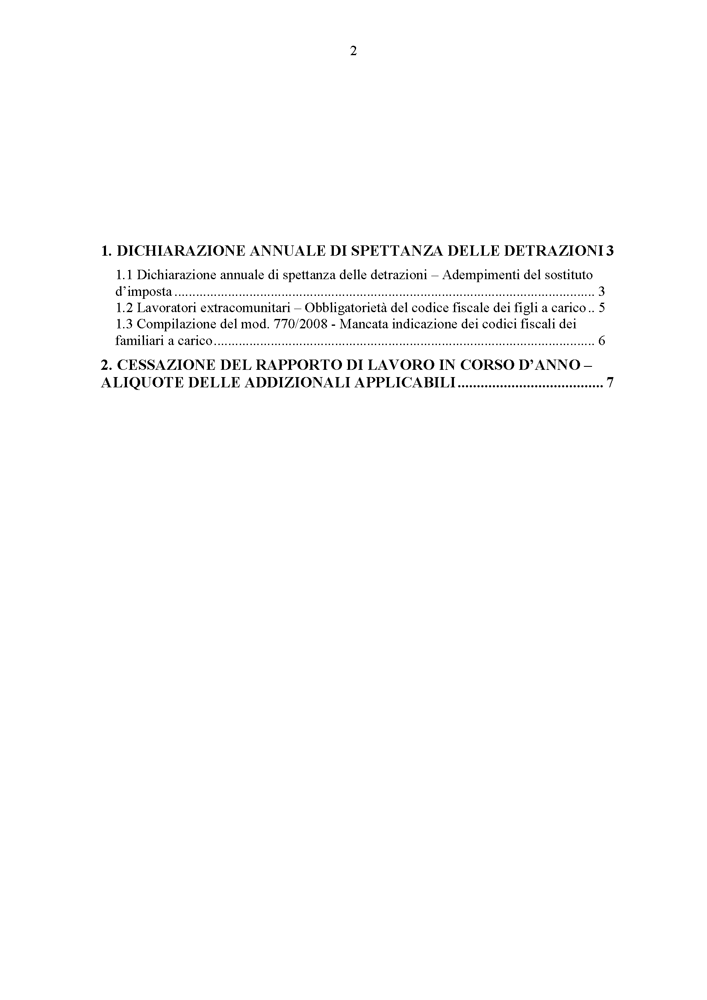 2
1. DICHIARAZIONE ANNUALE DI SPETTANZA DELLE DETRAZIONI 3
1.1 Dichiarazione annuale di spettanza delle detrazioni – Adempimenti del sostituto
d’imposta ........................................................................................................................ 3
1.2 Lavoratori extracomunitari – Obbligatorietà del codice fiscale dei figli a carico .. 5
1.3 Compilazione del mod. 770/2008 - Mancata indicazione dei codici fiscali dei
familiari a carico ............................................................................................................. 6
2. CESSAZIONE DEL RAPPORTO DI LAVORO IN CORSO D’ANNO –
ALIQUOTE DELLE ADDIZIONALI APPLICABILI ...................................... 7